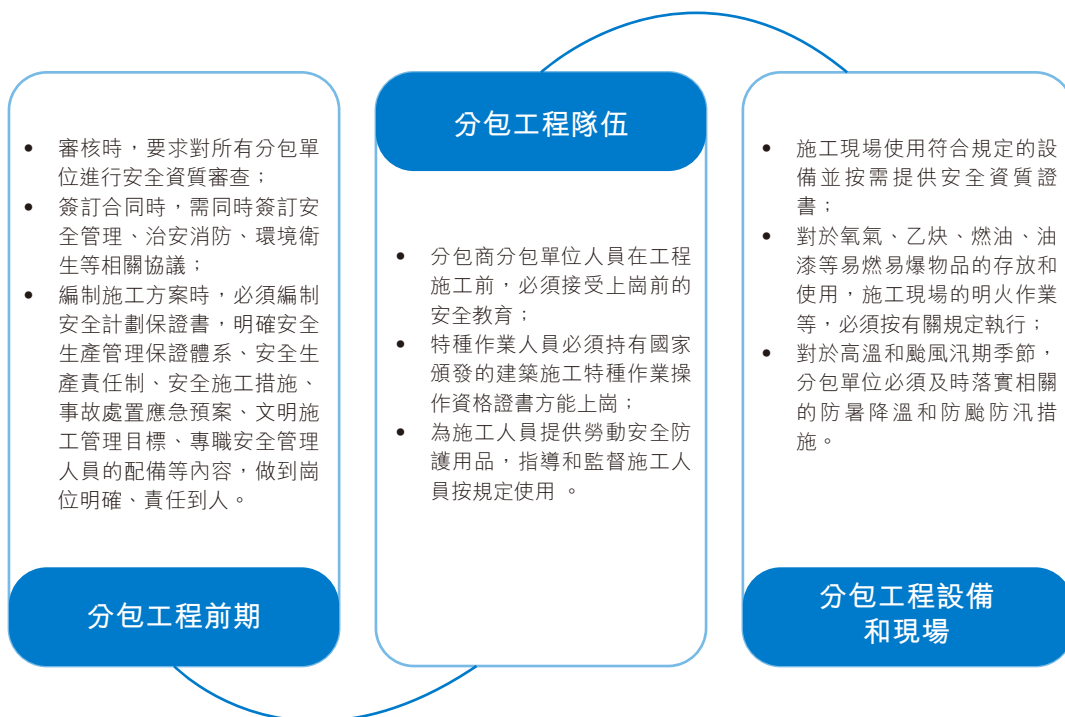 • 審核時，要求對所有分包單
位進行安全資質審查；
• 簽訂合同時，需同時簽訂安
全管理、治安消防、環境衛
生等相關協議；
• 編制施工方案時，必須編制
安全計劃保證書，明確安全
生產管理保證體系、安全生
產責任制、安全施工措施、
事故處置應急預案、文明施
工管理目標、專職安全管理
人員的配備等內容，做到崗
位明確、責任到人。
分包工程前期
分包工程隊伍
• 分包商分包單位人員在工程
施工前，必須接受上崗前的
安全教育；
• 特種作業人員必須持有國家
頒發的建築施工特種作業操
作資格證書方能上崗；
• 為施工人員提供勞動安全防
護用品，指導和監督施工人
員按規定使用 。
• 施工現場使用符合規定的設
備並按需提供安全資質證
書；
• 對於氧氣、乙炔、燃油、油
漆等易燃易爆物品的存放和
使用，施工現場的明火作業
等，必須按有關規定執行；
• 對於高溫和颱風汛期季節，
分包單位必須及時落實相關
的防暑降溫和防颱防汛措
施。
分包工程設備
和現場